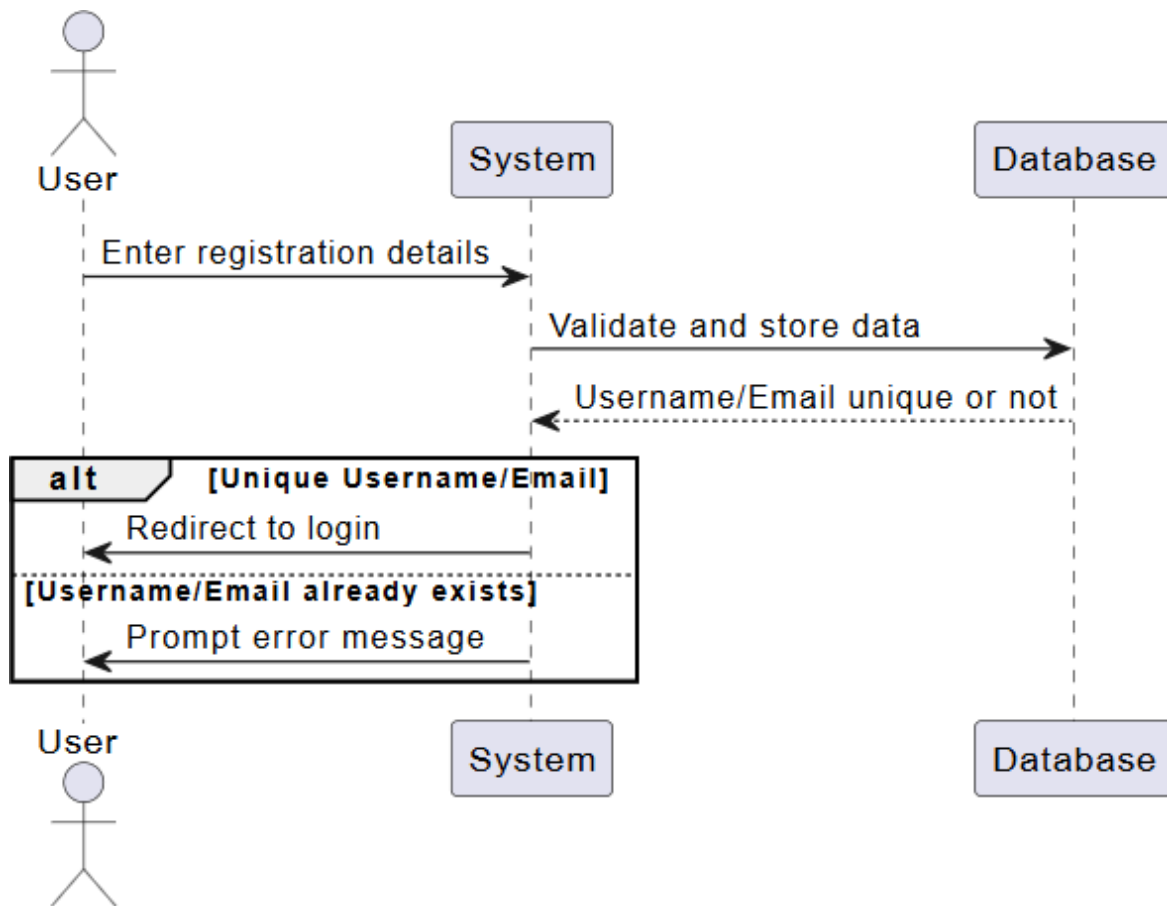 User
System
Database
Enter registration details
Validate and store data
Username/Email unique or not
alt
[Unique Username/Email]
Redirect to login
[Username/Email already exists]
Prompt error message
User
System
Database